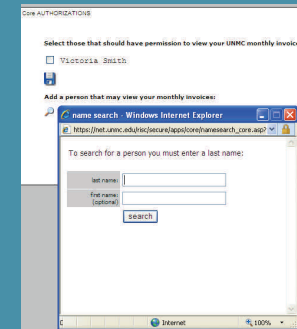 Core AUTHORIZATIONS
Select those that should have permission to view your UNMC monthly invoice
Victoria Smith
Add a person that may view your monthly invoices:
name search - Windows Internet Explorer
https://net.unmc.edu/risc/secure/apps/core/namesearch_core.asp?
To search for a person you must enter a last name:
last name:
first name:
(optional)
search
Internet
100%